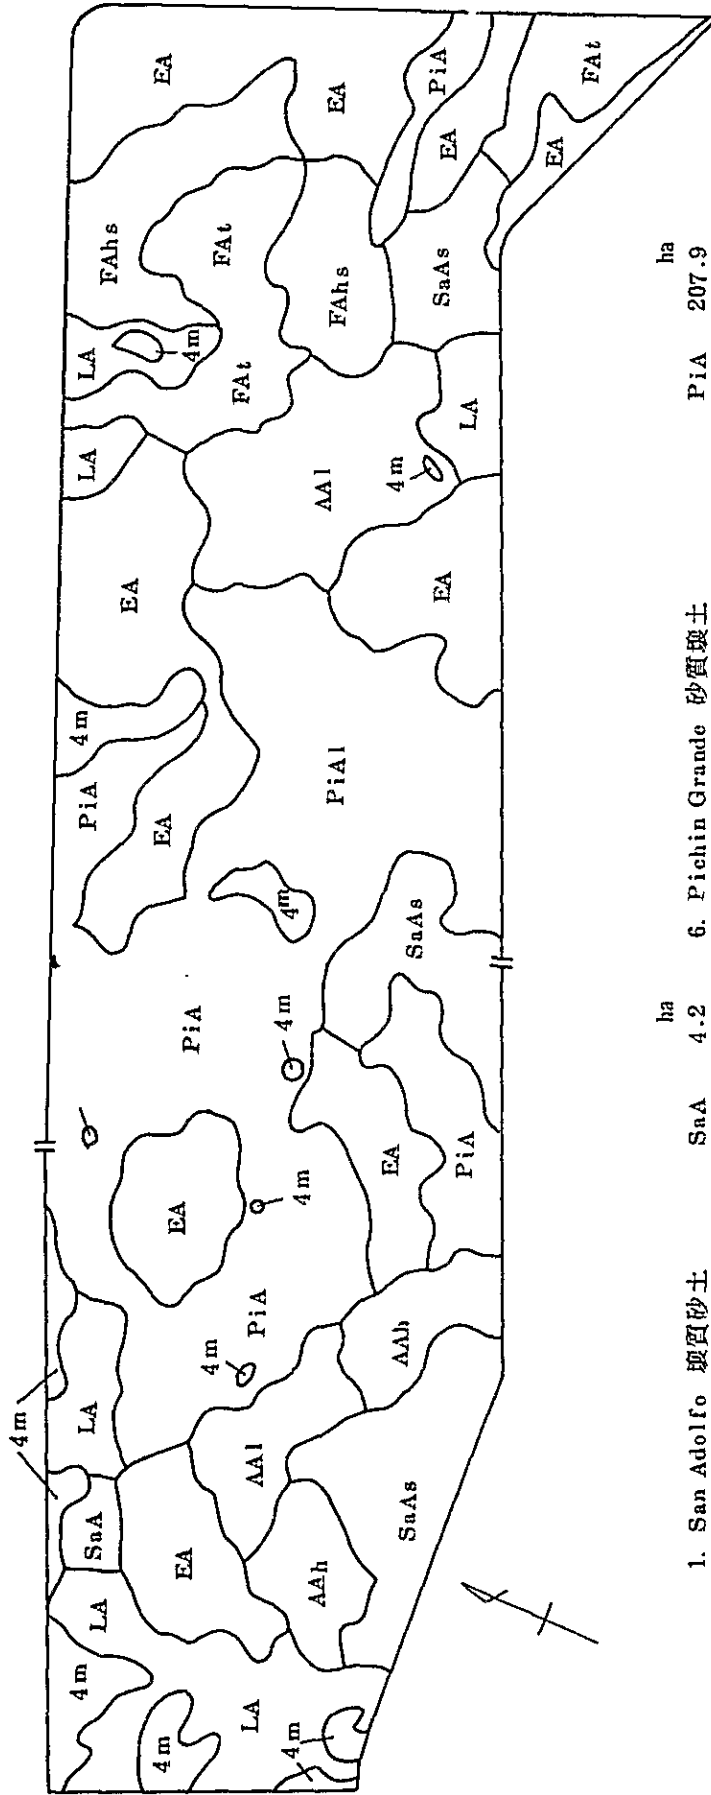 4m
4m
LA
SaA
LA
PiA
4m
LA
LA
FAhs
EA
4m
EA
EA
PiA
EA
EA
FAt
4m
FAt
LA
AAl
4m
PiA
4m
4m
4m
PiAl
AAl
FAhs
EA
4m
AAh
SaAs
AAh
EA
PiA
SaAs
EA
4m
LA
SaAs
EA
PiA
EA
FAt
ha ha
1. San Adolfo 壌質砂土 SaA 4.2 6. Pichin Grande 砂質壌土 PiA 207.9